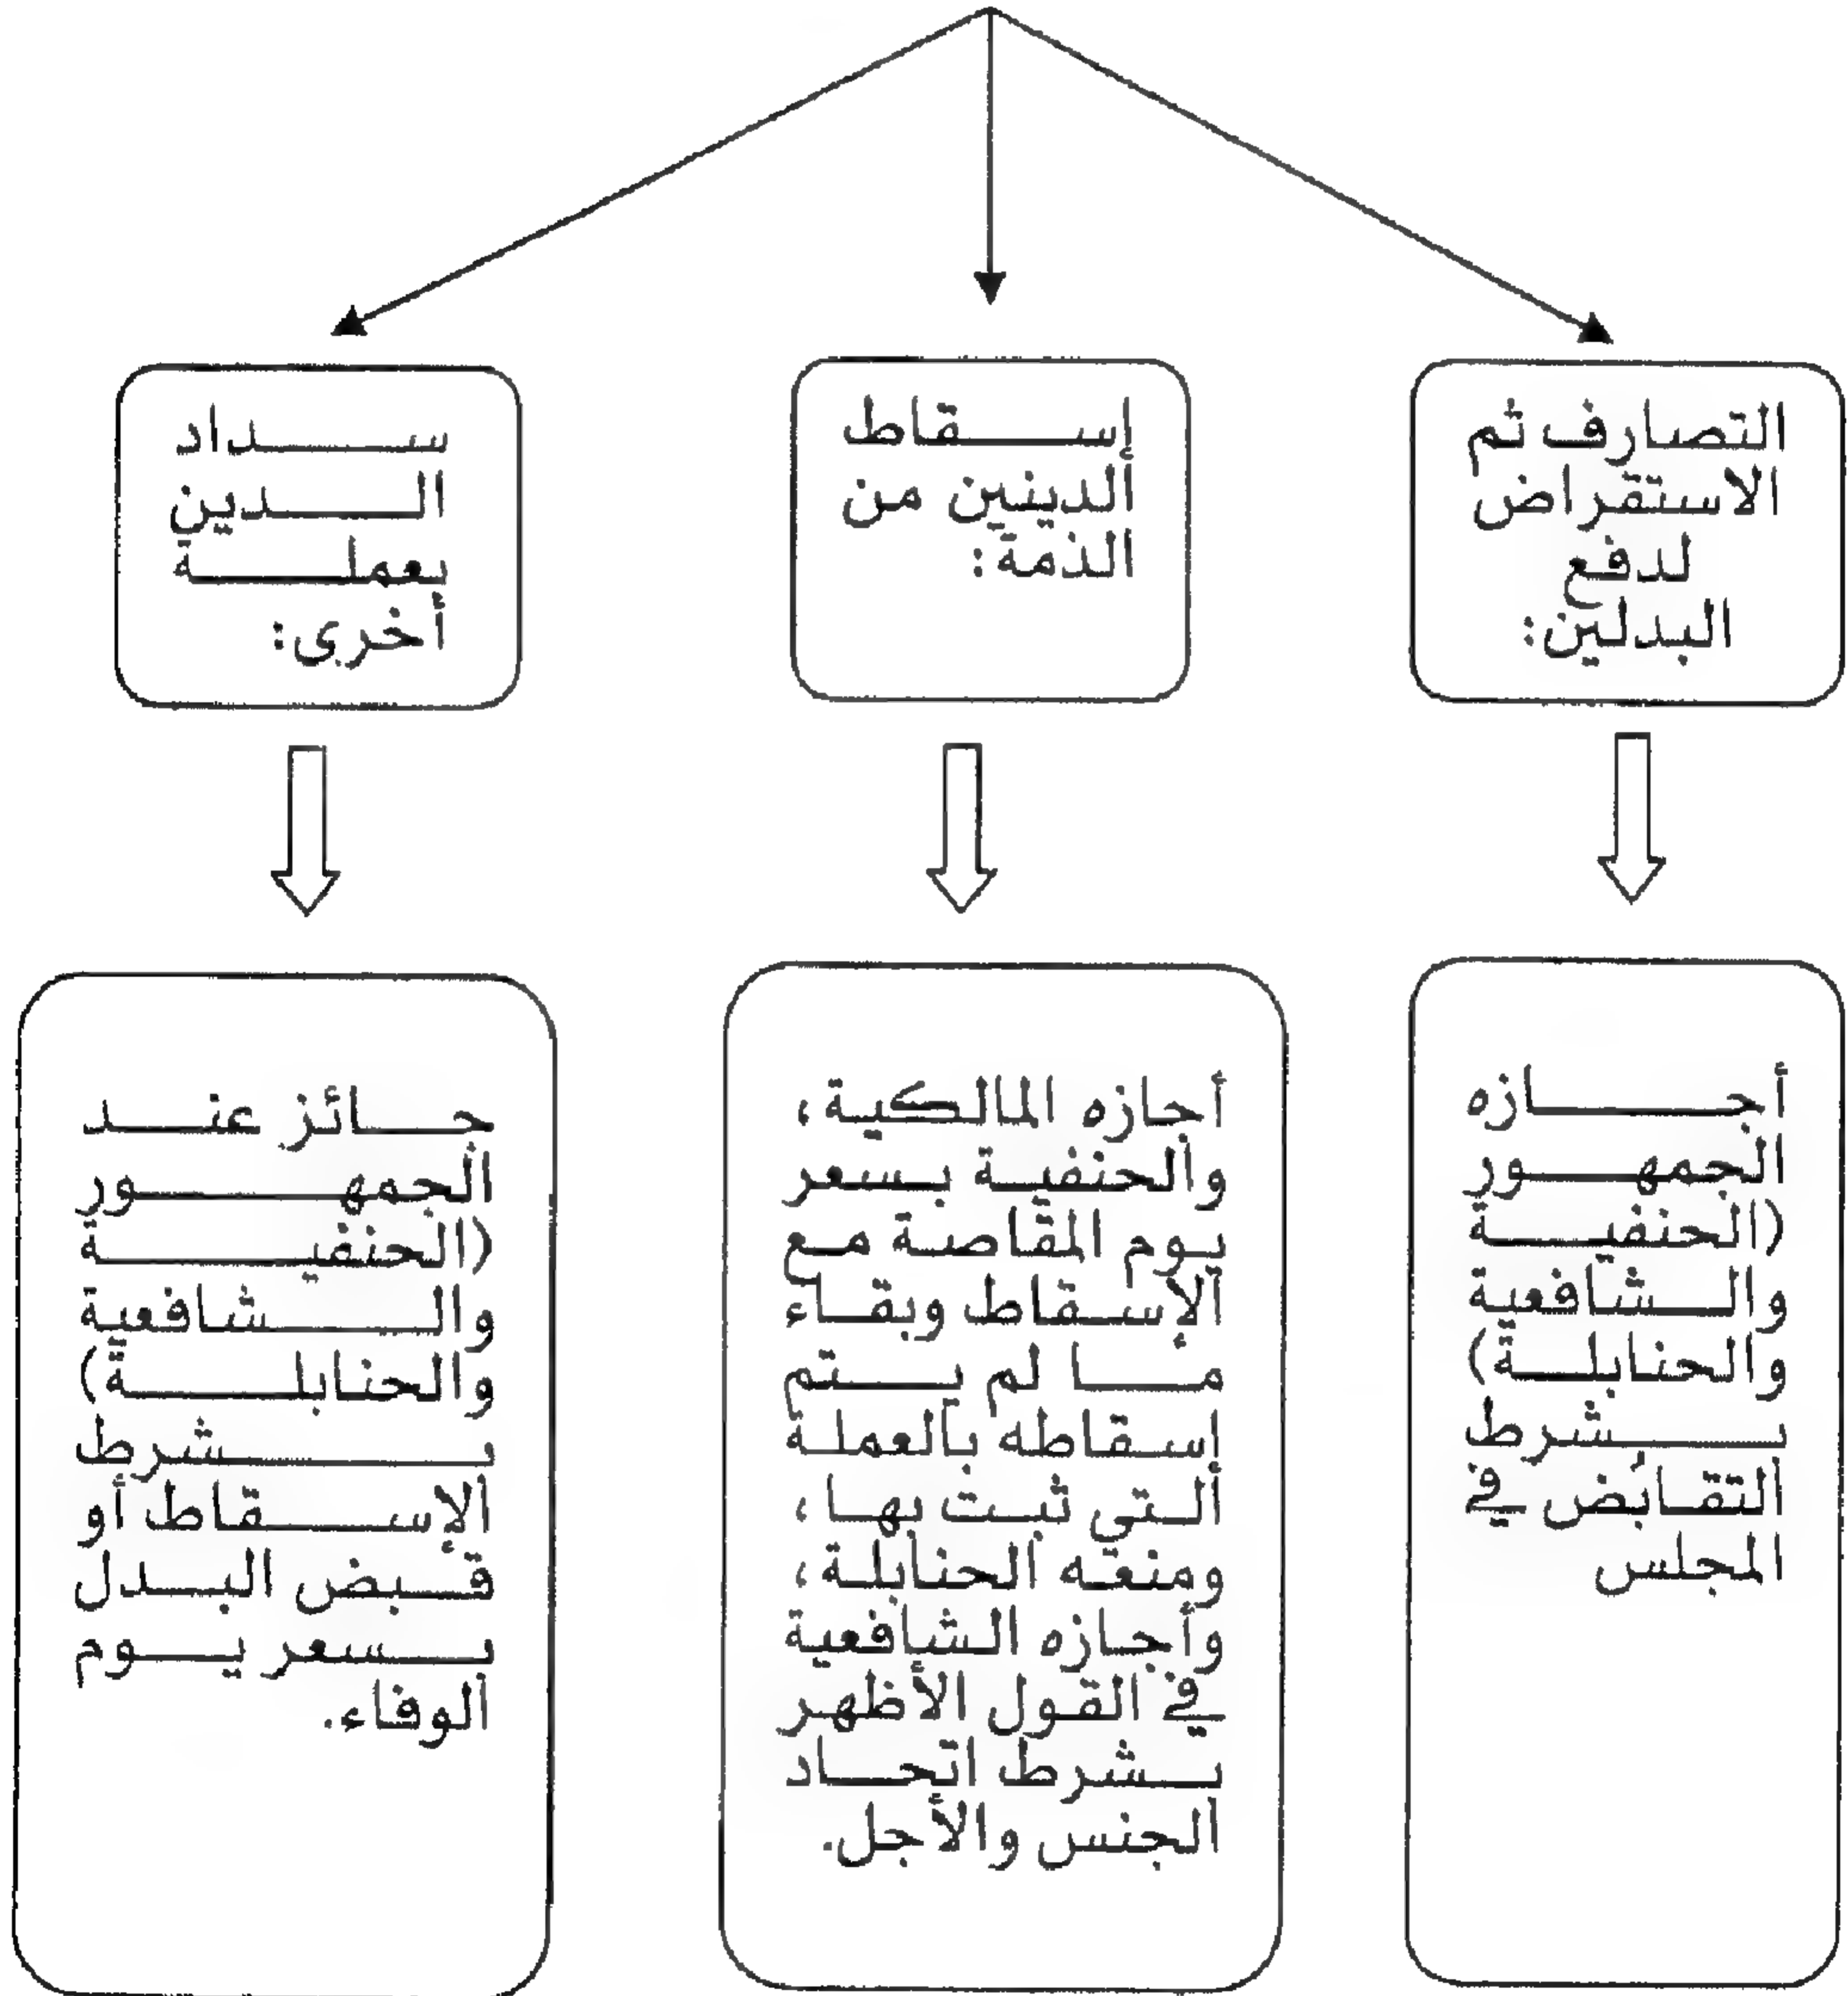 التصارف ثم
الاستقراض
لدفع
البدلين:
إسقاط
الدينين من
الذمة:
سداد
الدين
بعملة
أخرى:
أجازه
الجمهور
(الحنفية
والشافعية
والحنابلة)
بشرط
التقابُض في
المجلس
أجازه المالكية،
والحنفية بسعر
يوم المقاصة مع
الإسقاط وبقاء
ما لم يتم
إسقاطه بالعملة
التي ثبت بها،
ومنعه الحنابلة،
وأجازه الشافعية
في القول الأظهر
بشرط اتحاد
الجنس والأجل.
جائز عند
الجمهور
(الحنفية
والشافعية
والحنابلة)
بشرط
الإسقاط أو
قبض البدل
بسعر يوم
الوفاء.